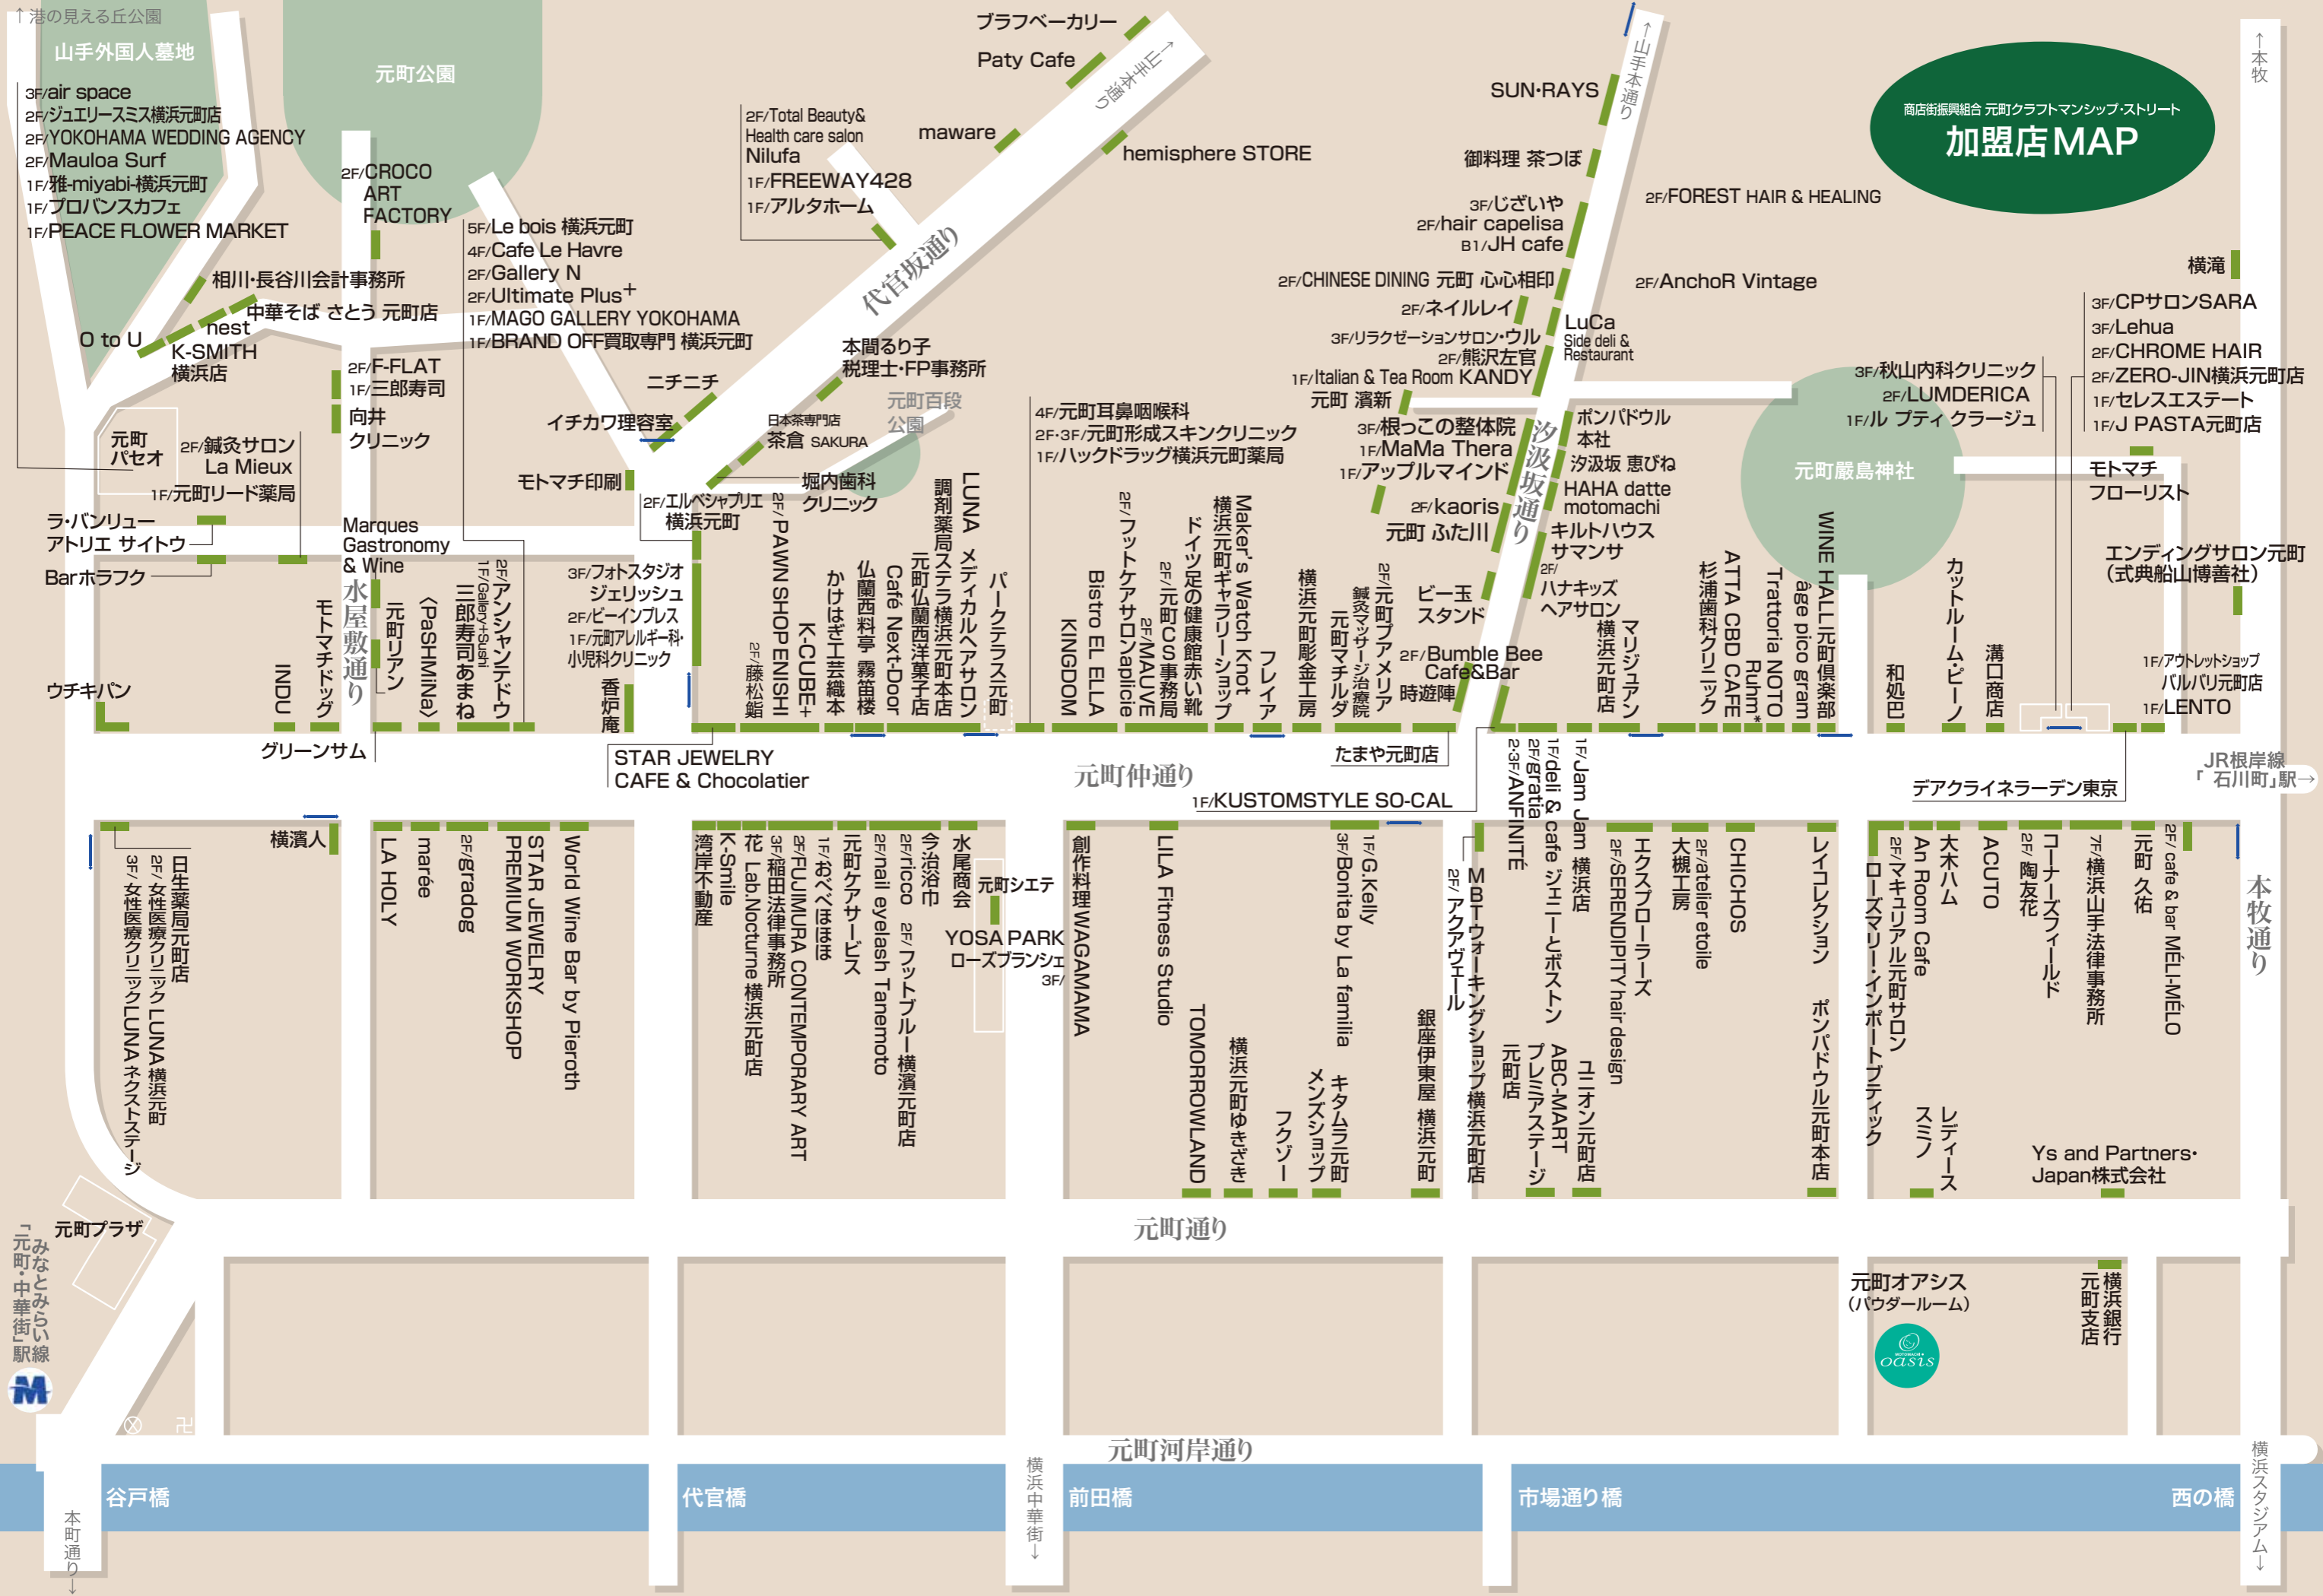 ↑港の見える丘公園
山手外国人墓地
元町公園
商店街振興組合 元町クラフトマンシップ・ストリート
加盟店MAP
↑本牧
3F/air space
2F/ジュエリースミス横浜元町店
2F/YOKOHAMA WEDDING AGENCY
2F/Mauloa Surf
1F/雅-miyabi-横浜元町
1F/プロバンスカフェ
1F/PEACE FLOWER MARKET
元町
パセオ
相川・長谷川会計事務所
中華そば さとう 元町店
nest
O to U
K-SMITH
横浜店
2F/CROCO
ART
FACTORY
2F/F-FLAT
1F/三郎寿司
向井
クリニック
2F/鍼灸サロン
La Mieux
1F/元町リード薬局
ラ・バンリュー
アトリエ サイトウ
Barホラフク
5F/Le bois 横浜元町
4F/Cafe Le Havre
2F/Gallery N
2F/Ultimate Plus+
1F/MAGO GALLERY YOKOHAMA
1F/BRAND OFF買取専門 横浜元町
2F/Total Beauty&
Health care salon
Nilufa
1F/FREEWAY428
1F/アルタホーム
ブラフベーカリー
Paty Cafe
maware
hemisphere STORE
↑山手本通り
代官坂通り
本間るり子
税理士・FP事務所
ニチニチ
イチカワ理容室
モトマチ印刷
日本茶専門店
茶倉 SAKURA
元町百段
公園
堀内歯科
クリニック
2F/エルベシャプリエ
横浜元町
4F/元町耳鼻咽喉科
2F・3F/元町形成スキンクリニック
1F/ハックドラッグ横浜元町薬局
SUN・RAYS
↑山手本通り
御料理 茶つぼ
3F/じざいや
2F/hair capelisa
B1/JH cafe
2F/FOREST HAIR & HEALING
2F/CHINESE DINING 元町 心心相印
2F/AnchoR Vintage
2F/ネイルレイ
3F/リラクゼーションサロン・ウル
2F/熊沢左官
1F/Italian & Tea Room KANDY
LuCa
Side deli &
Restaurant
元町 濱新
3F/根っこの整体院
1F/MaMa Thera
1F/アップルマインド
2F/kaoris
元町 ふた川
汐汲坂通り
ポンパドウル
本社
汐汲坂 恵びね
HAHA datte
motomachi
キルトハウス
サマンサ
2F/
ハナキッズ
ヘアサロン
ビー玉
スタンド
2F/Bumble Bee
Cafe&Bar
時遊陣
元町嚴島神社
横滝
3F/CPサロンSARA
3F/Lehua
2F/CHROME HAIR
2F/ZERO-JIN横浜元町店
1F/セレスエステート
1F/J PASTA元町店
3F/秋山内科クリニック
2F/LUMDERICA
1F/ル プティ クラージュ
モトマチ
フローリスト
エンディングサロン元町
(式典船山博善社)
1F/アウトレットショップ
バルバリ元町店
1F/LENTO
ウチキパン
INDU
モトマチドッグ
水屋敷通り
グリーンサム
Marques
Gastronomy
& Wine
元町リアン
〈PaSHMiNa〉
三郎寿司あまね
1F/Gallery+Sushi
2F/アンシャンテドトウ
3F/フォトスタジオ
ジェリッシュ
2F/ビーインプレス
1F/元町アレルギー科・
小児科クリニック
香炉庵
STAR JEWELRY
CAFE & Chocolatier
2F/藤松鮨
2F/PAWN SHOP ENISHI
K-CUBE+
かけはぎ工芸織本
仏蘭西料亭 霧笛楼
Café Next-Door
元町仏蘭西洋菓子店
調剤薬局ステラ横浜元町本店
LUNA メディカルヘアサロン
パークテラス元町
KINGDOM
Bistro EL ELLA
2F/フットケアサロンaplicie
2F/MAUVE
2F/元町CS事務局
ドイツ足の健康館赤い靴
横浜元町ギャラリーショップ
Maker's Watch Knot
フレイア
横浜元町彫金工房
元町マチルダ
鍼灸マッサージ治療院
2F/元町プアメリア
たまや元町店
1F/KUSTOMSTYLE SO-CAL
横浜元町店
マリジュアン
杉浦歯科クリニック
ATTA CBD CAFE
Ruhm*
Trattoria NOTO
âge pico gram
WINE HALL元町倶楽部
和処巴
カットルーム・ピーノ
溝口商店
デアクライネラーデン東京
元町仲通り
JR根岸線
「石川町」駅→
日生薬局元町店
2F/ 女性医療クリニック LUNA 横浜元町
3F/ 女性医療クリニックLUNA ネクストステージ
横濱人
LA HOLY
marée
2F/gradog
STAR JEWELRY
PREMIUM WORKSHOP
World Wine Bar by Pieroth
湾岸不動産
K-Smile
花 Lab.Nocturne 横浜元町店
3F/稲田法律事務所
2F/FUJIMURA CONTEMPORARY ART
1F/おべべほほほ
元町ケアサービス
2F/nail eyelash Tanemoto
2F/ricco 2F/フットブルー横濱元町店
今治浴巾
水尾商会
元町シエテ
YOSA PARK
ローズブランシェ
3F/
創作料理WAGAMAMA
LILA Fitness Studio
TOMORROWLAND
横浜元町ゆきざき
フクゾー
キタムラ元町
メンズショップ
3F/Bonita by La familia
1F/G.Kelly
銀座伊東屋 横浜元町
2F/アクアヴェール
MBTウォーキングショップ横浜元町店
2・3F/ANFINITÉ
2F/gratia
1F/deli & cafe ジェニーとボストン
1F/Jam Jam 横浜店
ABC-MART
プレミアステージ
元町店
ユニオン元町店
エクスプローラーズ
2F/SERENDIPITY hair design
大槻工房
2F/atelier etoile
CHICHOS
レイコレクション
ポンパドウル元町本店
ローズマリー・インポートブティック
2F/マキュリアル元町サロン
An Room Cafe
大木ハム
レディース
スミノ
ACUTO
コーナーズフィールド
2F/ 陶友花
7F/横浜山手法律事務所
元町 久佑
2F/ cafe & bar MÉLI-MÉLO
Ys and Partners・
Japan株式会社
本牧通り
元町プラザ
みなとみらい線
「元町・中華街」駅
元町通り
元町オアシス
(パウダールーム)
MOTOMACHI
oasis
横浜銀行
元町支店
元町河岸通り
谷戸橋
代官橋
前田橋
市場通り橋
西の橋
本町通り→
横浜中華街→
横浜スタジアム→